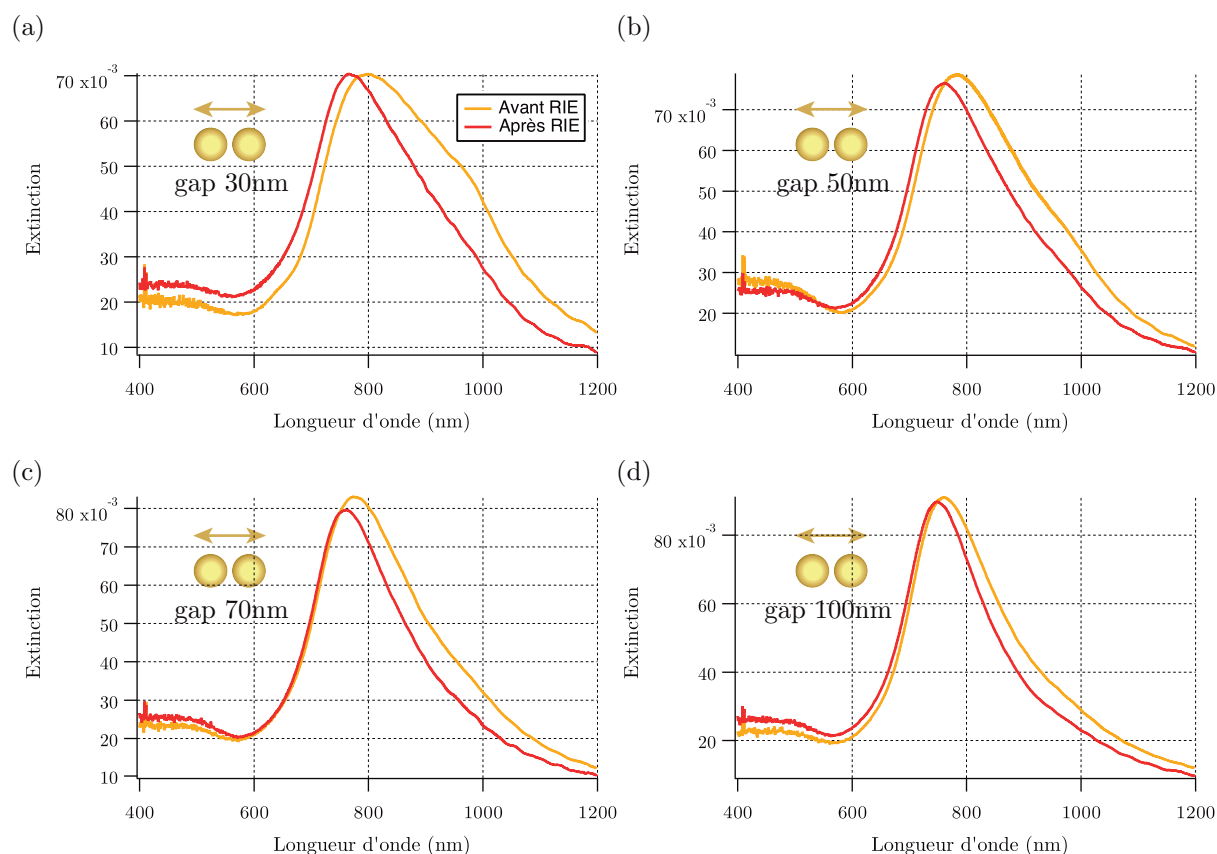 (a)
70 x10⁻³
60
50
40
30
20
10
Extinction
Avant RIE
Après RIE
gap 30nm
400 600 800 1000 1200
Longueur d'onde (nm)
(b)
70 x10⁻³
60
50
40
30
20
Extinction
gap 50nm
400 600 800 1000 1200
Longueur d'onde (nm)
(c)
80 x10⁻³
70
60
50
40
30
20
10
Extinction
gap 70nm
400 600 800 1000 1200
Longueur d'onde (nm)
(d)
80 x10⁻³
60
40
20
Extinction
gap 100nm
400 600 800 1000 1200
Longueur d'onde (nm)